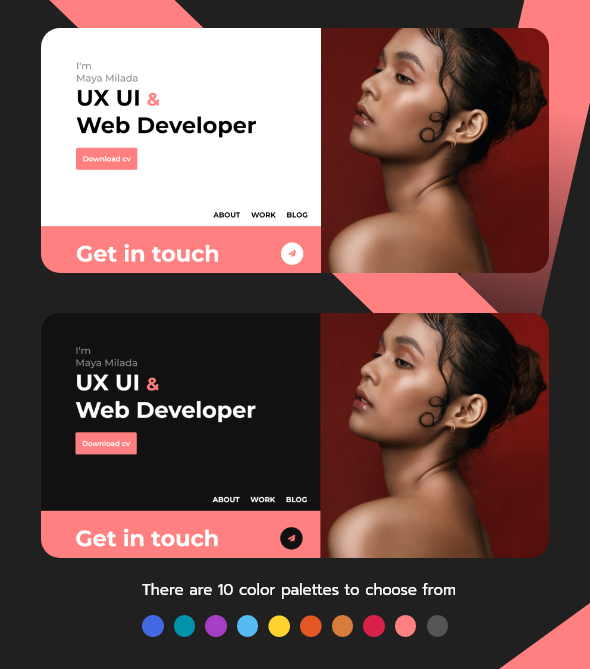 I'm
Maya Milada
UX UI &
Web Developer
Download cv
ABOUT WORK BLOG
Get in touch
I'm
Maya Milada
UX UI &
Web Developer
Download cv
ABOUT WORK BLOG
Get in touch
There are 10 color palettes to choose from